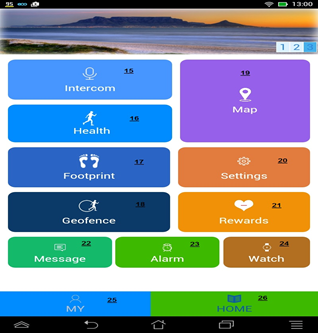 95 13:00
1 2 3
15
Intercom
19
Map
16
Health
17
Footprint
20
Settings
18
Geofence
21
Rewards
22
Message
23
Alarm
24
Watch
25
MY
26
HOME